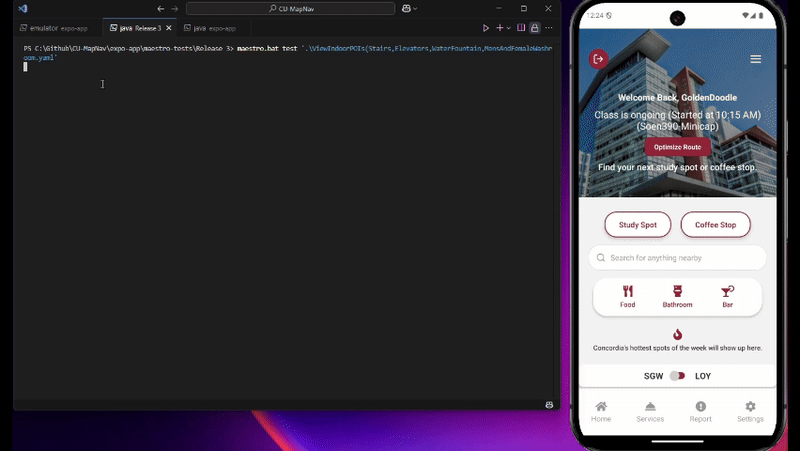 CU-MapNav
emulator expo-app
java Release 3
java expo-app
PS C:\Github\CU-MapNav\expo-app\maestro-tests\Release 3> maestro.bat test '.\ViewIndoorPOIs(Stairs,Elevators,WaterFountain,MensAndFemaleWashr
oom.yaml'
12:24
Welcome Back, GoldenDoodle
Class is ongoing (Started at 10:15 AM)
(Soen390-Minicap)
Optimize Route
Find your next study spot or coffee stop.
Study Spot
Coffee Stop
Search for anything nearby
Food
Bathroom
Bar
Concordia's hottest spots of the week will show up here.
SGW
LOY
Home
Services
Report
Settings